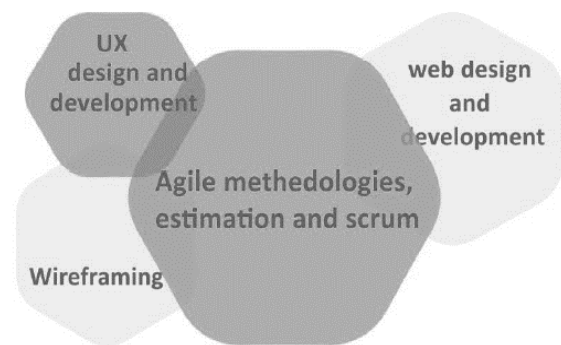 UX
design and
development
web design
and
development
Agile methedologies,
estimation and scrum
Wireframing